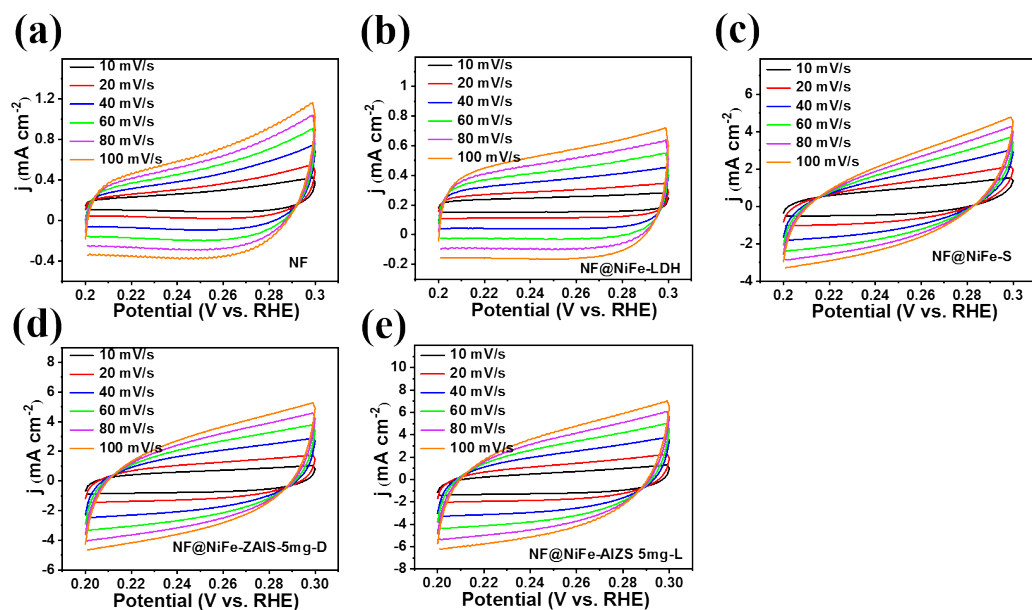 (a)
10 mV/s
20 mV/s
40 mV/s
60 mV/s
80 mV/s
100 mV/s
1.2
0.8
0.4
0
-0.4
j (mA cm-2)
NF
0.2 0.22 0.24 0.26 0.28 0.3
Potential (V vs. RHE)
(b)
10 mV/s
20 mV/s
40 mV/s
60 mV/s
80 mV/s
100 mV/s
1
0.8
0.6
0.4
0.2
0
-0.2
j (mA cm-2)
NF@NiFe-LDH
0.2 0.22 0.24 0.26 0.28 0.3
Potential (V vs. RHE)
(c)
10 mV/s
20 mV/s
40 mV/s
60 mV/s
80 mV/s
100 mV/s
6
4
2
0
-2
-4
j (mA cm-2)
NF@NiFe-S
0.2 0.22 0.24 0.26 0.28 0.3
Potential (V vs. RHE)
(d)
10 mV/s
20 mV/s
40 mV/s
60 mV/s
80 mV/s
100 mV/s
8
6
4
2
0
-2
-4
-6
j (mA cm-2)
NF@NiFe-ZAIS-5mg-D
0.20 0.22 0.24 0.26 0.28 0.30
Potential (V vs. RHE)
(e)
10 mV/s
20 mV/s
40 mV/s
60 mV/s
80 mV/s
100 mV/s
10
8
6
4
2
0
-2
-4
-6
-8
j (mA cm-2)
NF@NiFe-AIZS 5mg-L
0.20 0.22 0.24 0.26 0.28 0.30
Potential (V vs. RHE)